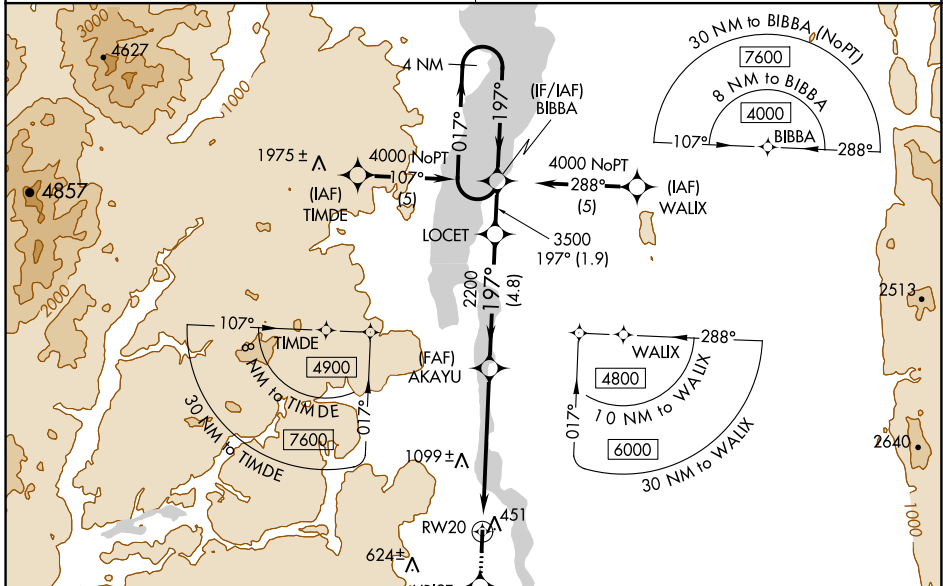 3000
4627
1000
4 NM
017°
197°
(IF/IAF)
BIBBA
30 NM to BIBBA (NoPT)
7600
8 NM to BIBBA
4000
107°
BIBBA
288°
1975 ±
4000 NoPT
107°
(5)
(IAF)
TIMDE
4000 NoPT
288°
(5)
(IAF)
WALIX
4857
LOCET
3500
197° (1.9)
2200
197°
(4.8)
2000
2513
107°
TIMDE
4900
8 NM to TIMDE
017°
7600
30 NM to TIMDE
(FAF)
AKAYU
288°
WALIX
4800
10 NM to WALIX
017°
6000
30 NM to WALIX
2640
1099 ±
1000
RW20
451
624 ±